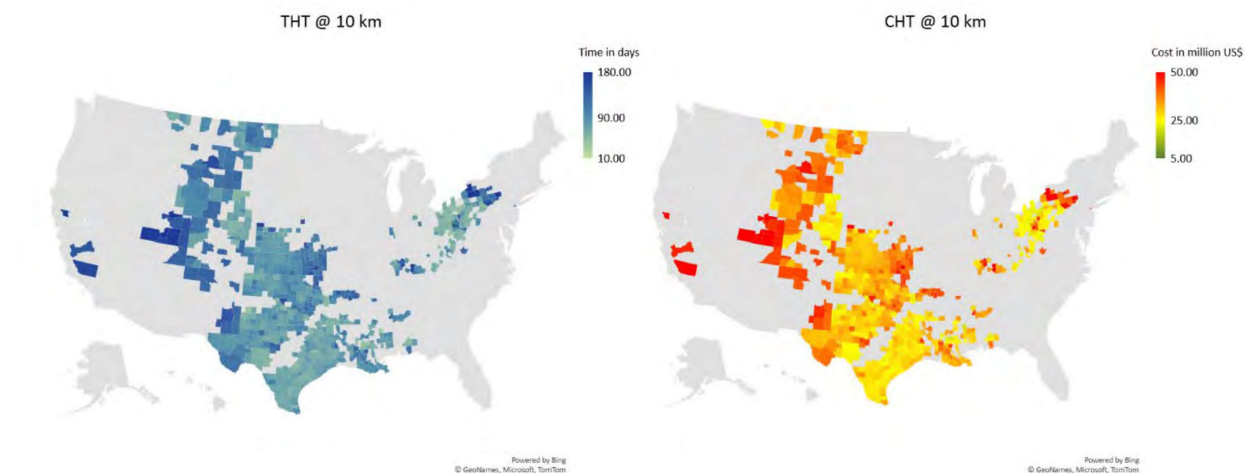 THT @ 10 km
Time in days
180.00
90.00
10.00
Powered by Bing
© GeoNames, Microsoft, TomTom
CHT @ 10 km
Cost in million US$
50.00
25.00
5.00
Powered by Bing
© GeoNames, Microsoft, TomTom